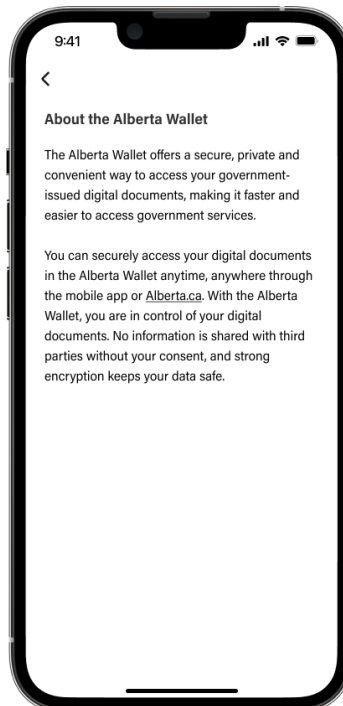 9:41
About the Alberta Wallet
The Alberta Wallet offers a secure, private and
convenient way to access your government-
issued digital documents, making it faster and
easier to access government services.
You can securely access your digital documents
in the Alberta Wallet anytime, anywhere through
the mobile app or Alberta.ca. With the Alberta
Wallet, you are in control of your digital
documents. No information is shared with third
parties without your consent, and strong
encryption keeps your data safe.